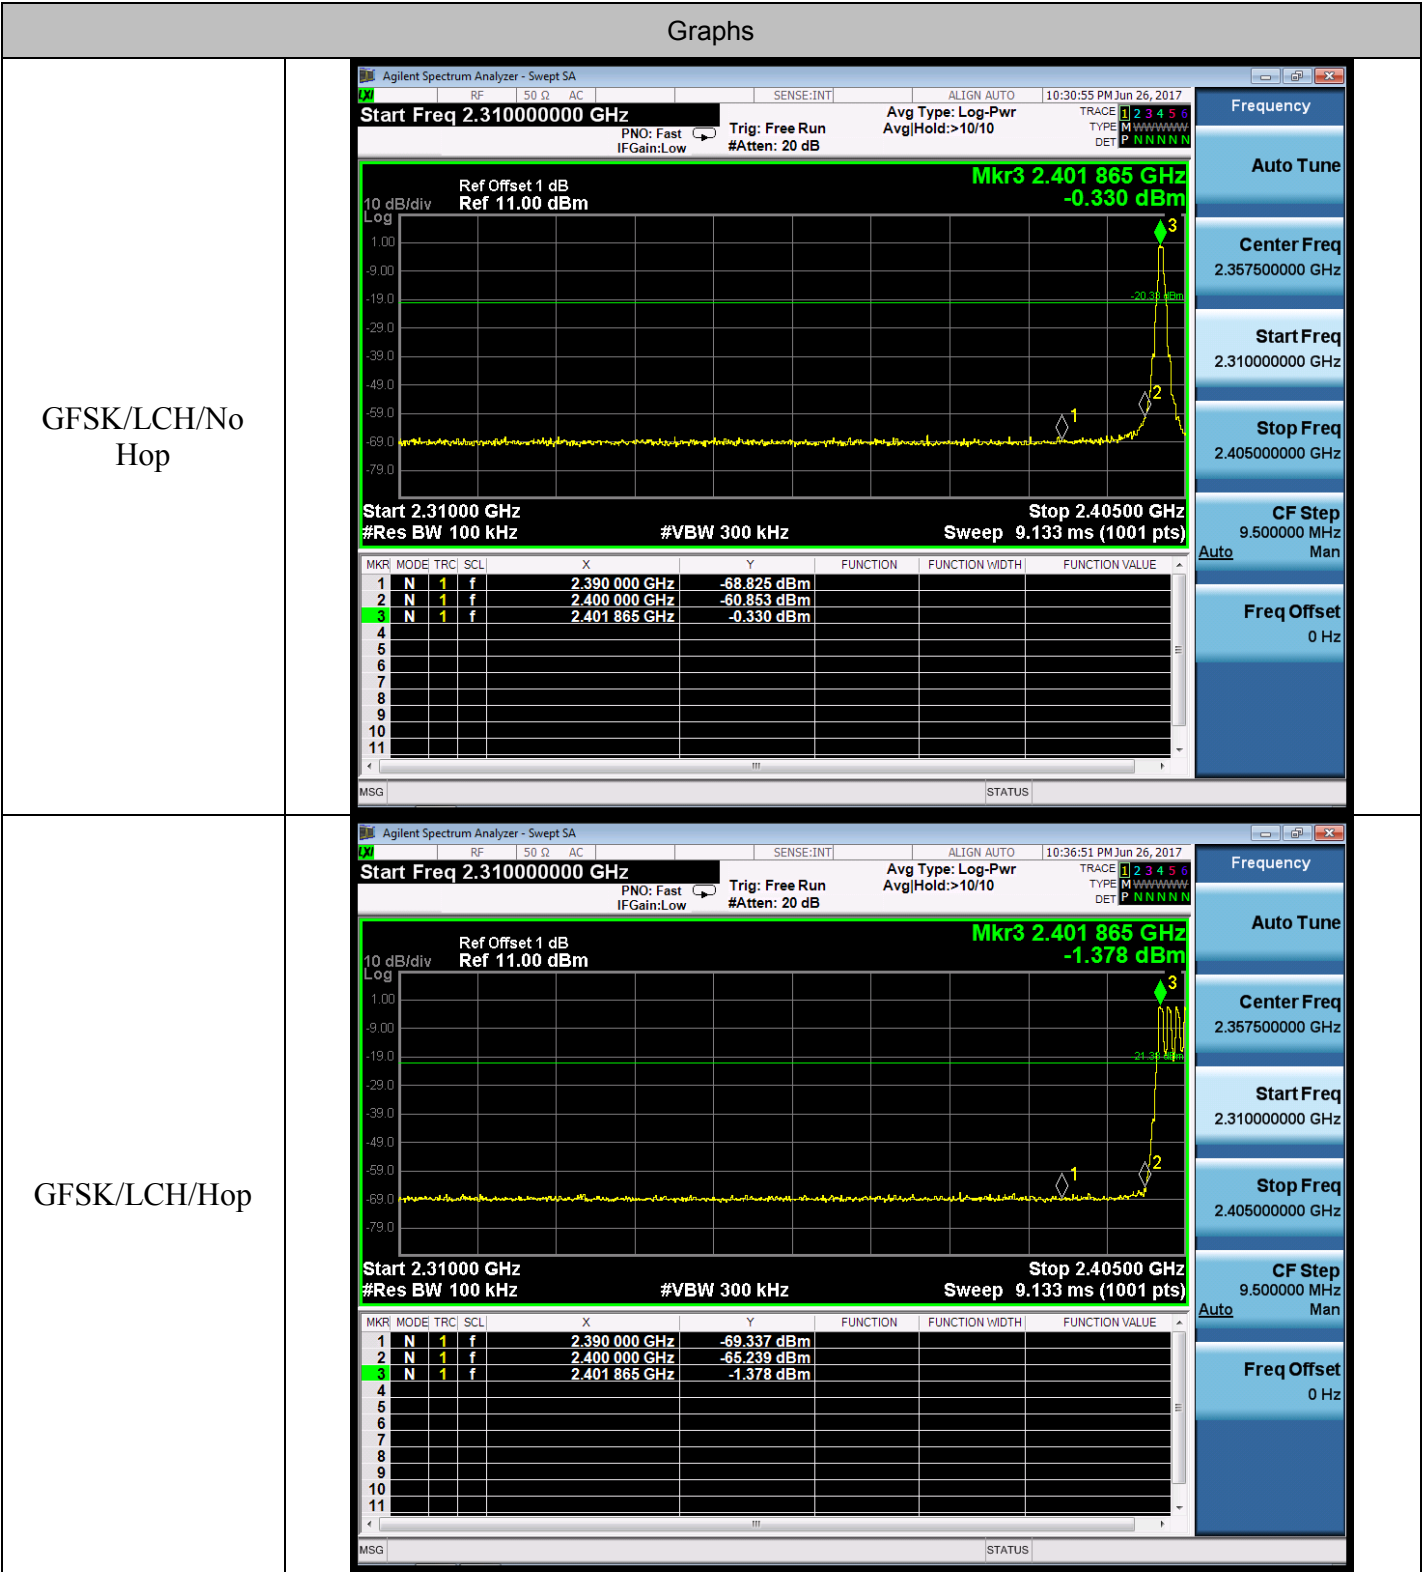 Graphs
GFSK/LCH/No
Hop
Agilent Spectrum Analyzer - Swept SA
LXI RF 50 Ω AC SENSE:INT ALIGN AUTO 10:30:55 PM Jun 26, 2017
Start Freq 2.310000000 GHz
PNO: Fast
IFGain:Low
Trig: Free Run
#Atten: 20 dB
Avg Type: Log-Pwr
Avg|Hold:>10/10
TRACE 1 2 3 4 5 6
TYPE M WWWWW
DET P N N N N N
Mkr3 2.401 865 GHz
-0.330 dBm
Ref Offset 1 dB
10 dB/div Ref 11.00 dBm
Log
1.00
-9.00
-19.0
-29.0
-39.0
-49.0
-59.0
-69.0
-79.0
-20.33 dBm
1
2
3
Start 2.31000 GHz Stop 2.40500 GHz
#Res BW 100 kHz #VBW 300 kHz Sweep 9.133 ms (1001 pts)
MKR MODE TRC SCL X Y FUNCTION FUNCTION WIDTH FUNCTION VALUE
1 N 1 f 2.390 000 GHz -68.825 dBm
2 N 1 f 2.400 000 GHz -60.853 dBm
3 N 1 f 2.401 865 GHz -0.330 dBm
4
5
6
7
8
9
10
11
MSG STATUS
Frequency
Auto Tune
Center Freq
2.357500000 GHz
Start Freq
2.310000000 GHz
Stop Freq
2.405000000 GHz
CF Step
9.500000 MHz
Auto Man
Freq Offset
0 Hz
GFSK/LCH/Hop
Agilent Spectrum Analyzer - Swept SA
LXI RF 50 Ω AC SENSE:INT ALIGN AUTO 10:36:51 PM Jun 26, 2017
Start Freq 2.310000000 GHz
PNO: Fast
IFGain:Low
Trig: Free Run
#Atten: 20 dB
Avg Type: Log-Pwr
Avg|Hold:>10/10
TRACE 1 2 3 4 5 6
TYPE M WWWWW
DET P N N N N N
Mkr3 2.401 865 GHz
-1.378 dBm
Ref Offset 1 dB
10 dB/div Ref 11.00 dBm
Log
1.00
-9.00
-19.0
-29.0
-39.0
-49.0
-59.0
-69.0
-79.0
1
2
3
Start 2.31000 GHz Stop 2.40500 GHz
#Res BW 100 kHz #VBW 300 kHz Sweep 9.133 ms (1001 pts)
MKR MODE TRC SCL X Y FUNCTION FUNCTION WIDTH FUNCTION VALUE
1 N 1 f 2.390 000 GHz -69.337 dBm
2 N 1 f 2.400 000 GHz -65.239 dBm
3 N 1 f 2.401 865 GHz -1.378 dBm
4
5
6
7
8
9
10
11
MSG STATUS
Frequency
Auto Tune
Center Freq
2.357500000 GHz
Start Freq
2.310000000 GHz
Stop Freq
2.405000000 GHz
CF Step
9.500000 MHz
Auto Man
Freq Offset
0 Hz